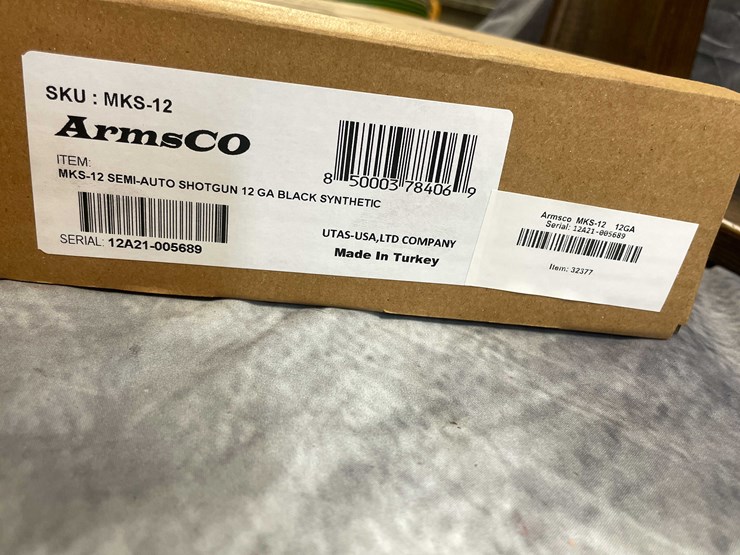 SKU : MKS-12
ArmsCO
ITEM:
MKS-12 SEMI-AUTO SHOTGUN 12 GA BLACK SYNTHETIC
8 50003 78406 9
SERIAL: 12A21-005689
UTAS-USA,LTD COMPANY
Made In Turkey
Armsco MKS-12 12GA
Serial: 12A21-005689
Item: 32377